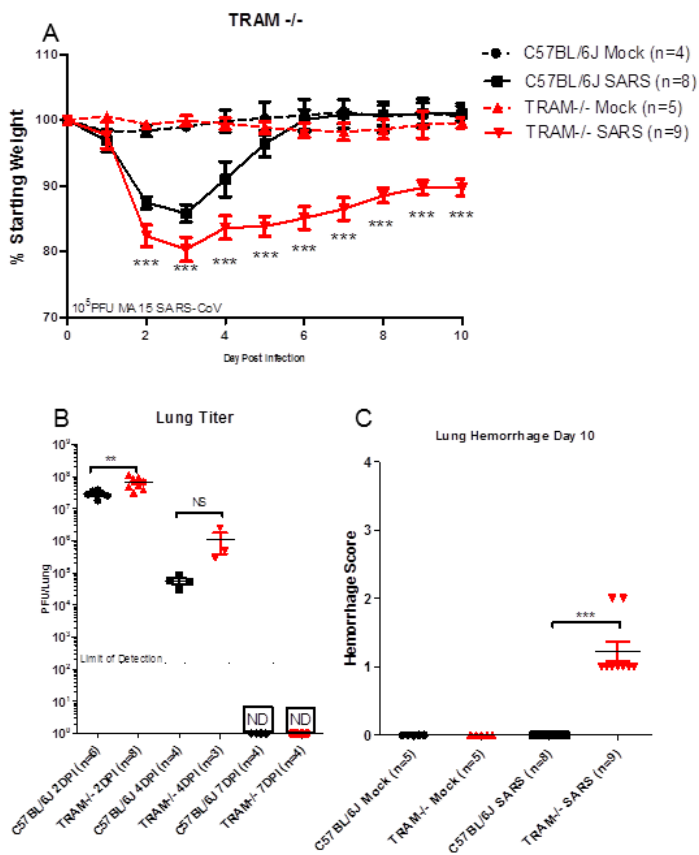 A
TRAM -/-
C57BL/6J Mock (n=4)
C57BL/6J SARS (n=8)
TRAM-/- Mock (n=5)
TRAM-/- SARS (n=9)
% Starting Weight
110
100
90
80
70
*** *** *** *** *** *** *** *** ***
10⁵PFU MA15 SARS-CoV
0 2 4 6 8 10
Day Post Infection
B
Lung Titer
PFU/Lung
10⁹
10⁸
10⁷
10⁶
10⁵
10⁴
10³
10²
10¹
10⁰
**
NS
Limit of Detection
ND ND
C57BL/6J 2DPI (n=6)
TRAM-/- 2DPI (n=8)
C57BL/6J 4DPI (n=4)
TRAM-/- 4DPI (n=3)
C57BL/6J 7DPI (n=4)
TRAM-/- 7DPI (n=4)
C
Lung Hemorrhage Day 10
Hemorrhage Score
4
3
2
1
0
***
C57BL/6J Mock (n=5)
TRAM-/- Mock (n=5)
C57BL/6J SARS (n=8)
TRAM-/- SARS (n=9)